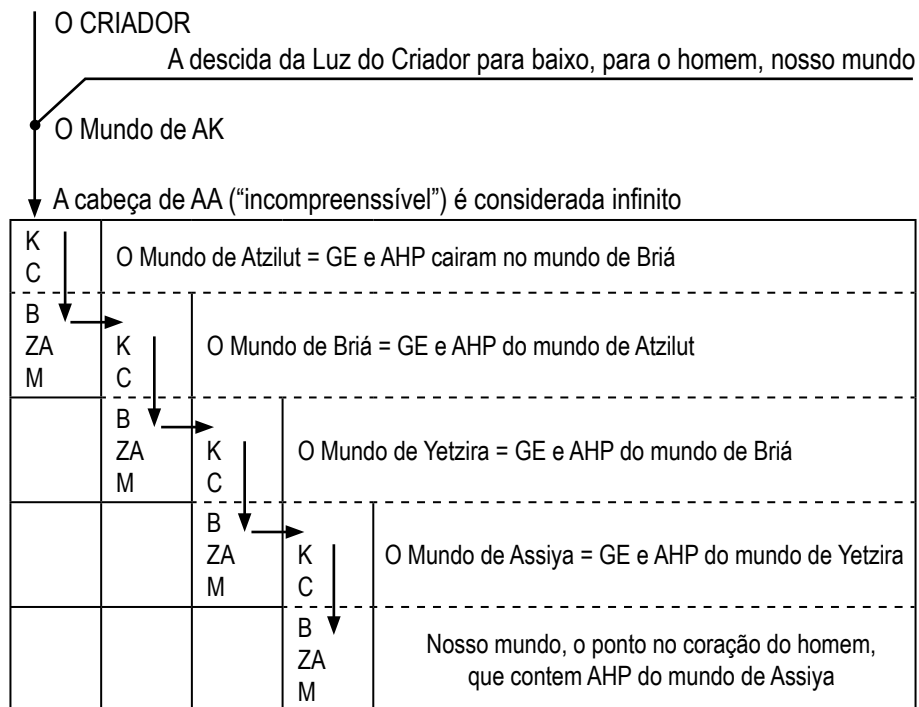 O CRIADOR
A descida da Luz do Criador para baixo, para o homem, nosso mundo
O Mundo de AK
A cabeça de AA (“incompreenssível”) é considerada infinito
K
C
O Mundo de Atzilut = GE e AHP cairam no mundo de Briá
B
ZA
M
K
C
O Mundo de Briá = GE e AHP do mundo de Atzilut
B
ZA
M
K
C
O Mundo de Yetzira = GE e AHP do mundo de Briá
B
ZA
M
K
C
O Mundo de Assiya = GE e AHP do mundo de Yetzira
B
ZA
M
Nosso mundo, o ponto no coração do homem,
que contem AHP do mundo de Assiya